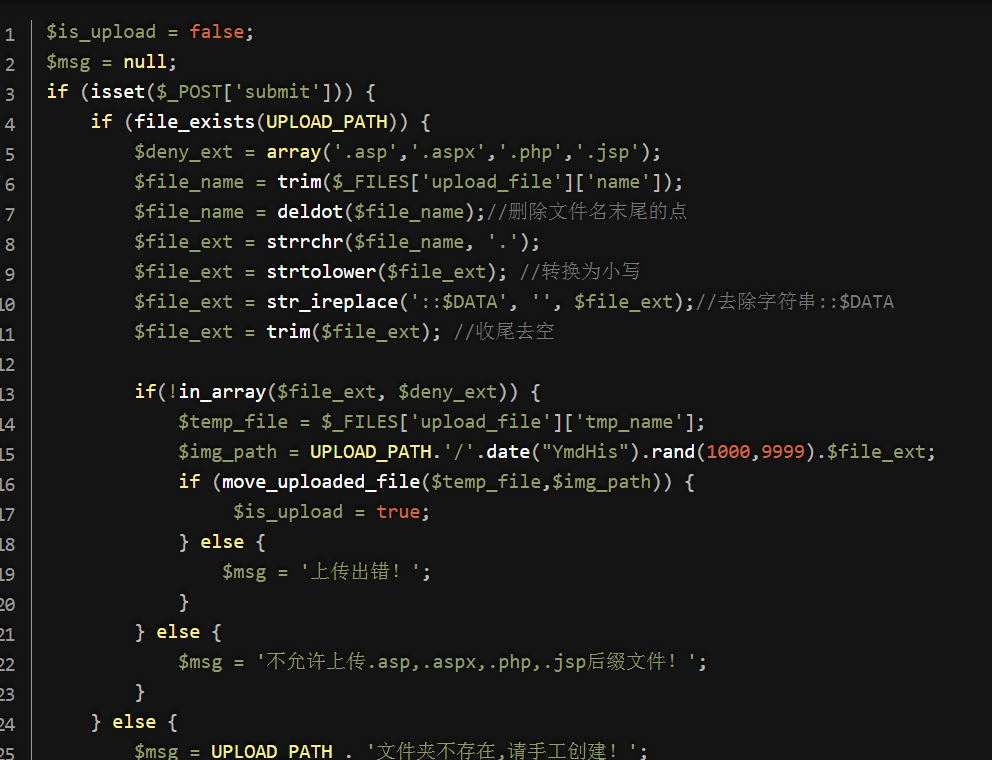 1 $is_upload = false;
2 $msg = null;
3 if (isset($_POST['submit'])) {
4     if (file_exists(UPLOAD_PATH)) {
5         $deny_ext = array('.asp','.aspx','.php','.jsp');
6         $file_name = trim($_FILES['upload_file']['name']);
7         $file_name = deldot($file_name);//删除文件名末尾的点
8         $file_ext = strrchr($file_name, '.');
9         $file_ext = strtolower($file_ext); //转换为小写
10         $file_ext = str_ireplace('::$DATA', '', $file_ext);//去除字符串::$DATA
11         $file_ext = trim($file_ext); //收尾去空
12
13         if(!in_array($file_ext, $deny_ext)) {
14             $temp_file = $_FILES['upload_file']['tmp_name'];
15             $img_path = UPLOAD_PATH.'/'.date("YmdHis").rand(1000,9999).$file_ext;
16             if (move_uploaded_file($temp_file,$img_path)) {
17                  $is_upload = true;
18             } else {
19                 $msg = '上传出错！';
20             }
21         } else {
22             $msg = '不允许上传.asp,.aspx,.php,.jsp后缀文件！';
23         }
24     } else {
25         $msg = UPLOAD_PATH . '文件夹不存在,请手工创建！';